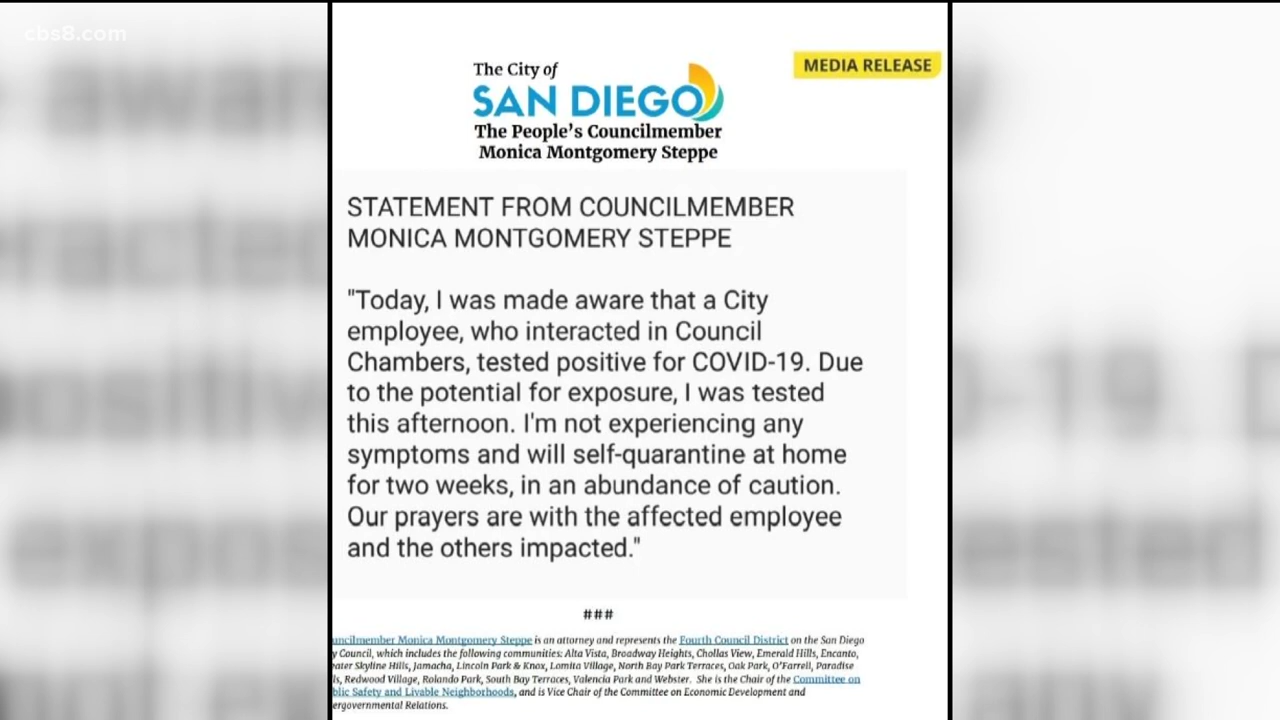 cbs8.com
MEDIA RELEASE
The City of
SAN DIEGO
The People's Councilmember
Monica Montgomery Steppe
STATEMENT FROM COUNCILMEMBER
MONICA MONTGOMERY STEPPE
"Today, I was made aware that a City
employee, who interacted in Council
Chambers, tested positive for COVID-19. Due
to the potential for exposure, I was tested
this afternoon. I'm not experiencing any
symptoms and will self-quarantine at home
for two weeks, in an abundance of caution.
Our prayers are with the affected employee
and the others impacted."
###
uncilmember Monica Montgomery Steppe is an attorney and represents the Fourth Council District on the San Diego
y Council, which includes the following communities: Alta Vista, Broadway Heights, Chollas View, Emerald Hills, Encanto,
ater Skyline Hills, Jamacha, Lincoln Park & Knox, Lomita Village, North Bay Park Terraces, Oak Park, O'Farrell, Paradise
ls, Redwood Village, Rolando Park, South Bay Terraces, Valencia Park and Webster. She is the Chair of the Committee on
blic Safety and Livable Neighborhoods, and is Vice Chair of the Committee on Economic Development and
ergovernmental Relations.